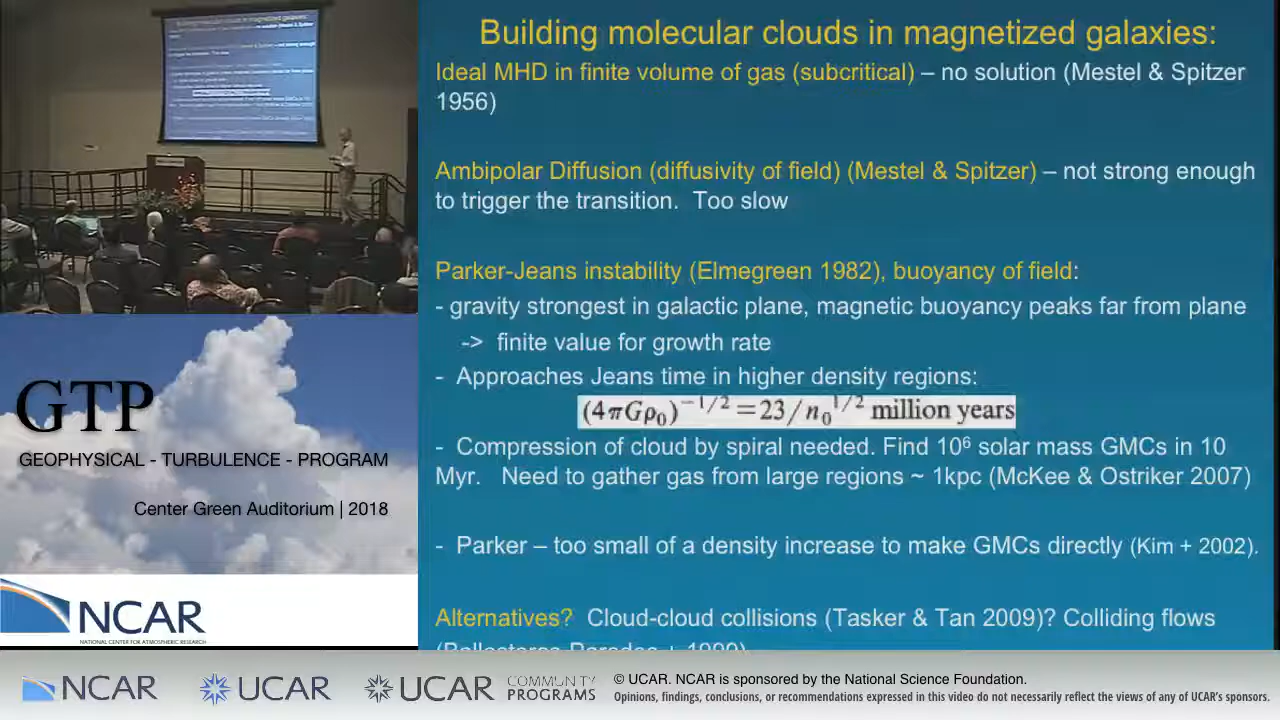 Building molecular clouds in magnetized galaxies:
Ideal MHD in finite volume of gas (subcritical) – no solution (Mestel & Spitzer
1956)
Ambipolar Diffusion (diffusivity of field) (Mestel & Spitzer) – not strong enough
to trigger the transition. Too slow
Parker-Jeans instability (Elmegreen 1982), buoyancy of field:
- gravity strongest in galactic plane, magnetic buoyancy peaks far from plane
-> finite value for growth rate
- Approaches Jeans time in higher density regions:
(4πGρ₀)⁻¹/² = 23/n₀¹/² million years
- Compression of cloud by spiral needed. Find 10⁶ solar mass GMCs in 10
Myr. Need to gather gas from large regions ~ 1kpc (McKee & Ostriker 2007)
- Parker – too small of a density increase to make GMCs directly (Kim + 2002).
Alternatives? Cloud-cloud collisions (Tasker & Tan 2009)? Colliding flows
GTP
GEOPHYSICAL - TURBULENCE - PROGRAM
Center Green Auditorium | 2018
NCAR
NATIONAL CENTER FOR ATMOSPHERIC RESEARCH
NCAR
UCAR
UCAR
COMMUNITY
PROGRAMS
© UCAR. NCAR is sponsored by the National Science Foundation.
Opinions, findings, conclusions, or recommendations expressed in this video do not necessarily reflect the views of any of UCAR's sponsors.